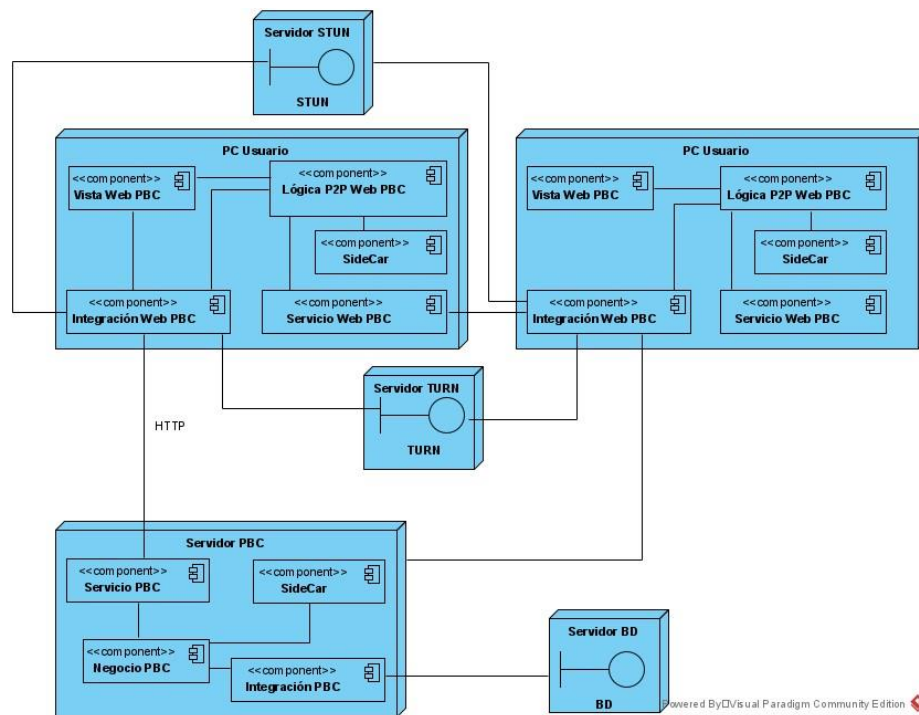 Servidor STUN
STUN
PC Usuario
<<component>>
Vista Web PBC
<<component>>
Lógica P2P Web PBC
<<component>>
SideCar
<<component>>
Integración Web PBC
<<component>>
Servicio Web PBC
PC Usuario
<<component>>
Vista Web PBC
<<component>>
Lógica P2P Web PBC
<<component>>
SideCar
<<component>>
Integración Web PBC
<<component>>
Servicio Web PBC
Servidor TURN
TURN
HTTP
Servidor PBC
<<component>>
Servicio PBC
<<component>>
SideCar
<<component>>
Negocio PBC
<<component>>
Integración PBC
Servidor BD
BD
Powered By Visual Paradigm Community Edition